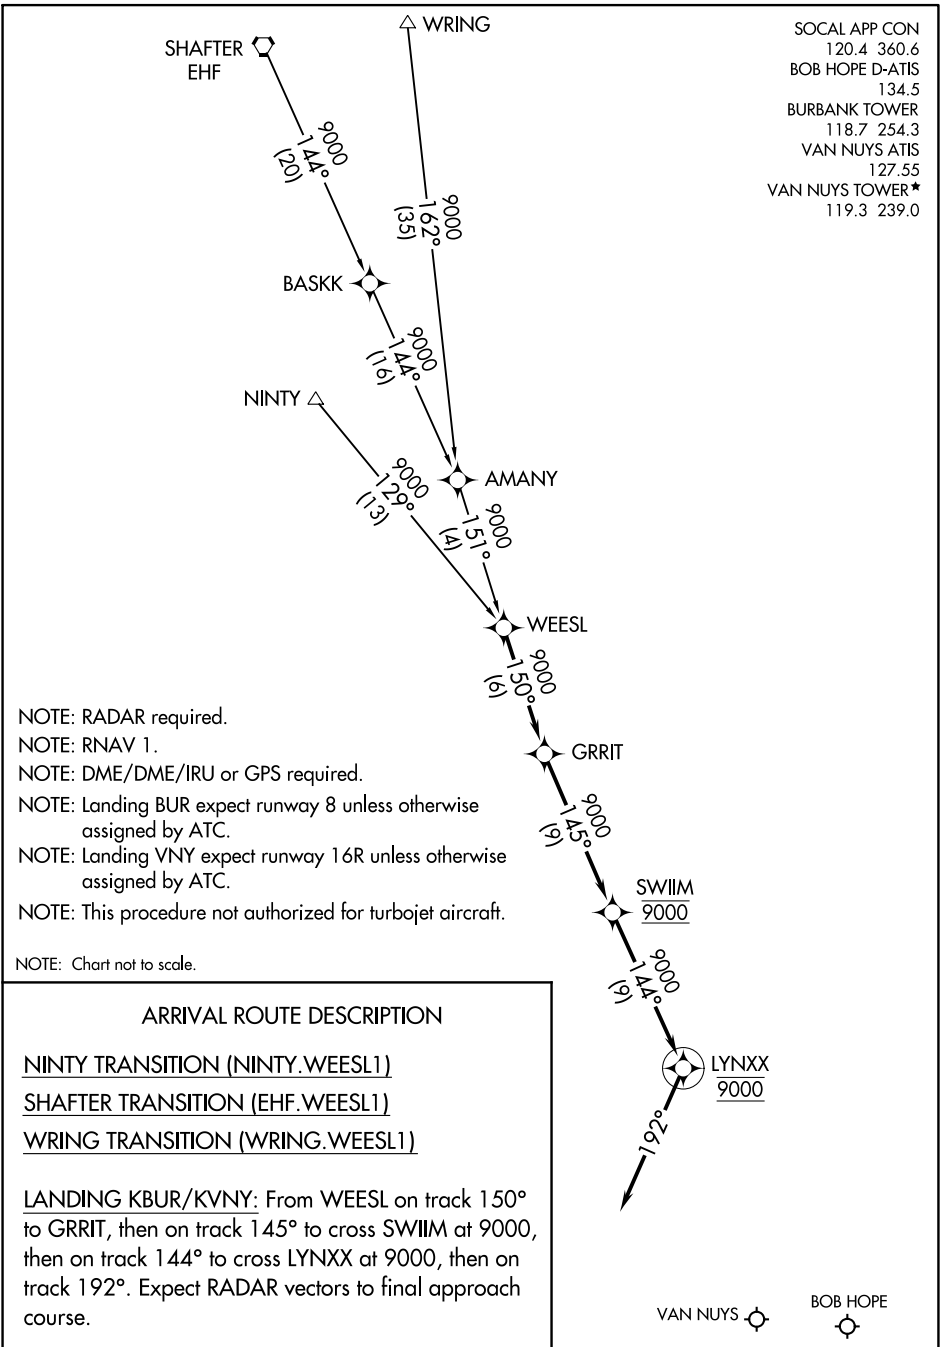 SHAFTER
EHF
WRING
SOCAL APP CON
120.4 360.6
BOB HOPE D-ATIS
134.5
BURBANK TOWER
118.7 254.3
VAN NUYS ATIS
127.55
VAN NUYS TOWER★
119.3 239.0
9000
144°
(20)
9000
162°
(35)
BASKK
9000
144°
(16)
NINTY
9000
129°
(13)
AMANY
9000
151°
(4)
WEESL
9000
150°
(6)
GRRIT
9000
145°
(9)
SWIIM
9000
9000
144°
(9)
LYNXX
9000
192°
NOTE: RADAR required.
NOTE: RNAV 1.
NOTE: DME/DME/IRU or GPS required.
NOTE: Landing BUR expect runway 8 unless otherwise
assigned by ATC.
NOTE: Landing VNY expect runway 16R unless otherwise
assigned by ATC.
NOTE: This procedure not authorized for turbojet aircraft.
NOTE: Chart not to scale.
ARRIVAL ROUTE DESCRIPTION
NINTY TRANSITION (NINTY.WEESL1)
SHAFTER TRANSITION (EHF.WEESL1)
WRING TRANSITION (WRING.WEESL1)
LANDING KBUR/KVNY: From WEESL on track 150°
to GRRIT, then on track 145° to cross SWIIM at 9000,
then on track 144° to cross LYNXX at 9000, then on
track 192°. Expect RADAR vectors to final approach
course.
VAN NUYS
BOB HOPE